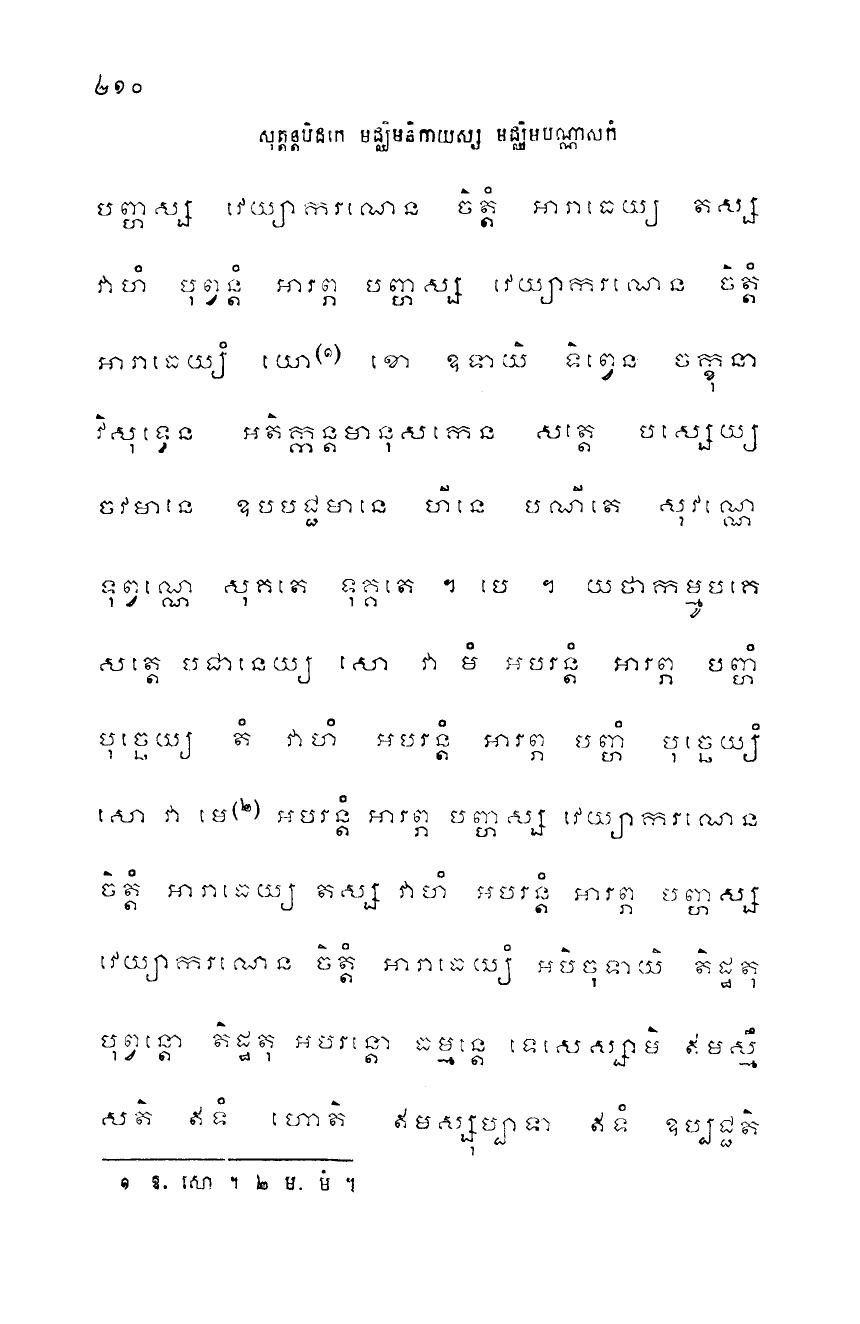 ៤១០
សុត្តន្តបិដកេ មជ្ឈិមនិកាយស្ស មជ្ឈិមបណ្ណាសកំ
បញ្ហស្ស វេយ្យាករណេន ចិត្តំ អារាធេយ្យ តស្ស
វាហំ បុព្វន្តំ អារព្ភ បញ្ហស្ស វេយ្យាករណេន ចិត្តំ
អារាធេយ្យំ យោ(១) ខោ ឧទាយិ ទិព្វេន ចក្ខុនា
វិសុទ្ធេន អតិក្កន្តមានុសកេន សត្តេ បស្សេយ្យ
ចវមានេ ឧបបជ្ជមានេ ហីនេ បណីតេ សុវណ្ណេ
ទុព្វណ្ណេ សុគតេ ទុគ្គតេ ។ បេ ។ យថាកម្មូបគេ
សត្តេ បជានេយ្យ សោ វា មំ អបរន្តំ អារព្ភ បញ្ហំ
បុច្ឆេយ្យ តំ វាហំ អបរន្តំ អារព្ភ បញ្ហំ បុច្ឆេយ្យំ
សោ វា មេ(២) អបរន្តំ អារព្ភ បញ្ហស្ស វេយ្យាករណេន
ចិត្តំ អារាធេយ្យ តស្ស វាហំ អបរន្តំ អារព្ភ បញ្ហស្ស
វេយ្យាករណេន ចិត្តំ អារាធេយ្យំ អបិចុទាយិ តិដ្ឋតុ
បុព្វន្តោ តិដ្ឋតុ អបរន្តោ ធម្មន្តេ ទេសេស្សាមិ ឥមស្មឹ
សតិ ឥទំ ហោតិ ឥមស្សុប្បាទា ឥទំ ឧប្បជ្ជតិ
១ ឱ. សោ ។ ២ ម. មំ ។